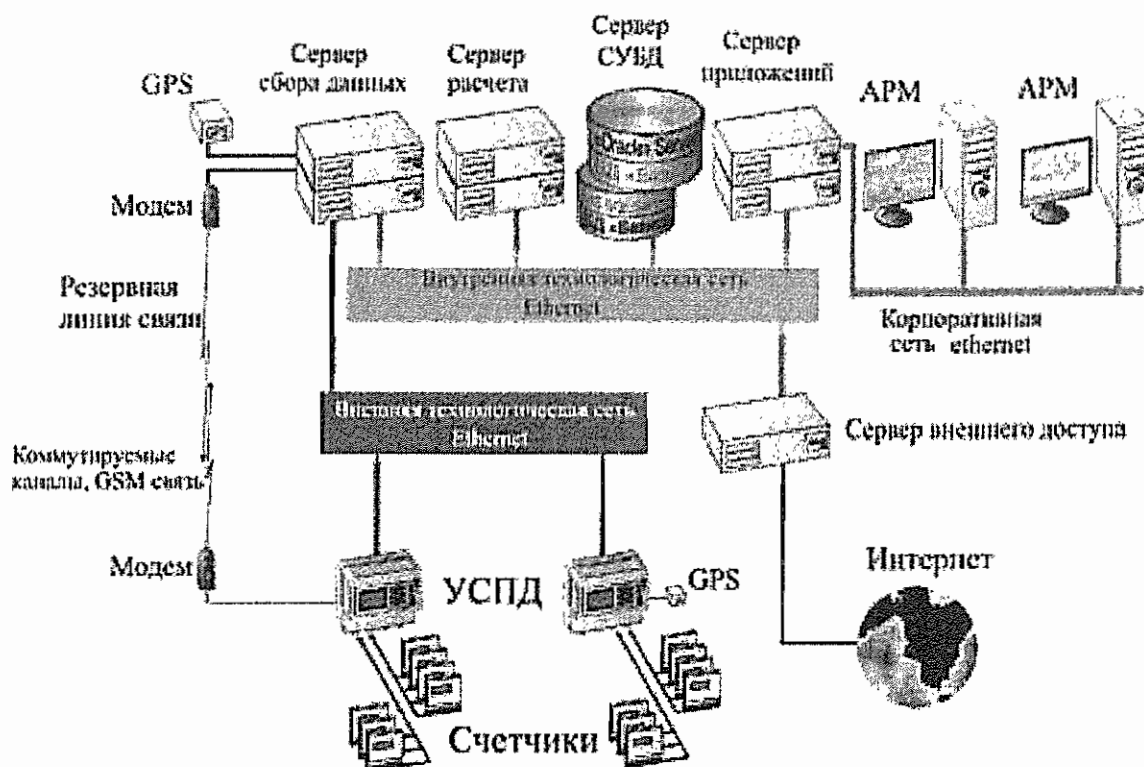 GPS
Сервер
сбора данных
Сервер
расчета
Сервер
СУБД
Сервер
приложений
АРМ
АРМ
Oracle
Модем
Внутренняя технологическая сеть
Ethernet
Резервная
линия связи
Корпоративная
сеть ethernet
Внешняя технологическая сеть
Ethernet
Сервер внешнего доступа
Коммутируемые
каналы, GSM связь
Модем
УСПД
GPS
Интернет
Счетчики